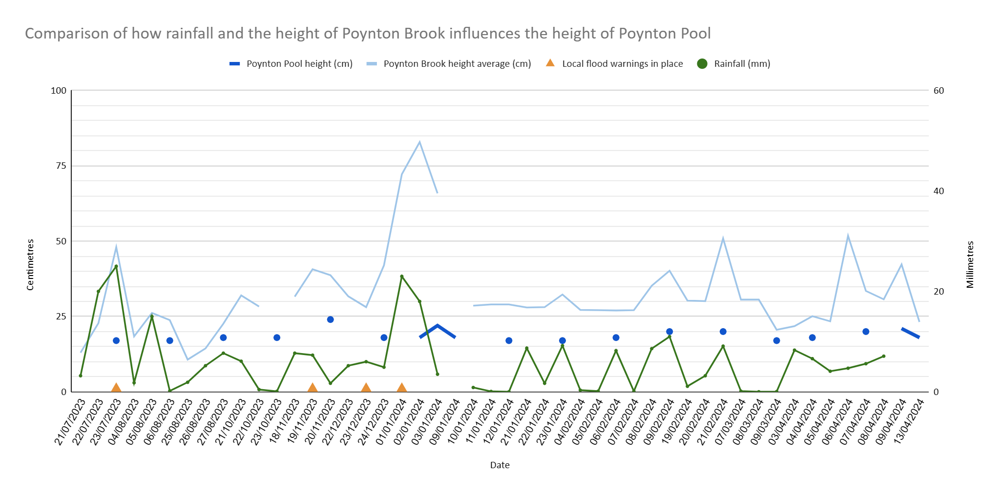 Comparison of how rainfall and the height of Poynton Brook influences the height of Poynton Pool
Poynton Pool height (cm) Poynton Brook height average (cm) Local flood warnings in place Rainfall (mm)
100 60
75
40
50
Centimetres Millimetres
20
25
0 0
21/07/2023 22/07/2023 23/07/2023 04/08/2023 05/08/2023 06/08/2023 25/08/2023 26/08/2023 27/08/2023 21/10/2023 22/10/2023 23/10/2023 18/11/2023 19/11/2023 20/11/2023 22/12/2023 23/12/2023 24/12/2023 01/01/2024 02/01/2024 03/01/2024 09/01/2024 10/01/2024 11/01/2024 12/01/2024 21/01/2024 22/01/2024 23/01/2024 04/02/2024 05/02/2024 06/02/2024 07/02/2024 08/02/2024 09/02/2024 19/02/2024 20/02/2024 21/02/2024 07/03/2024 08/03/2024 09/03/2024 03/04/2024 04/04/2024 05/04/2024 06/04/2024 07/04/2024 08/04/2024 09/04/2024 13/04/2024
Date